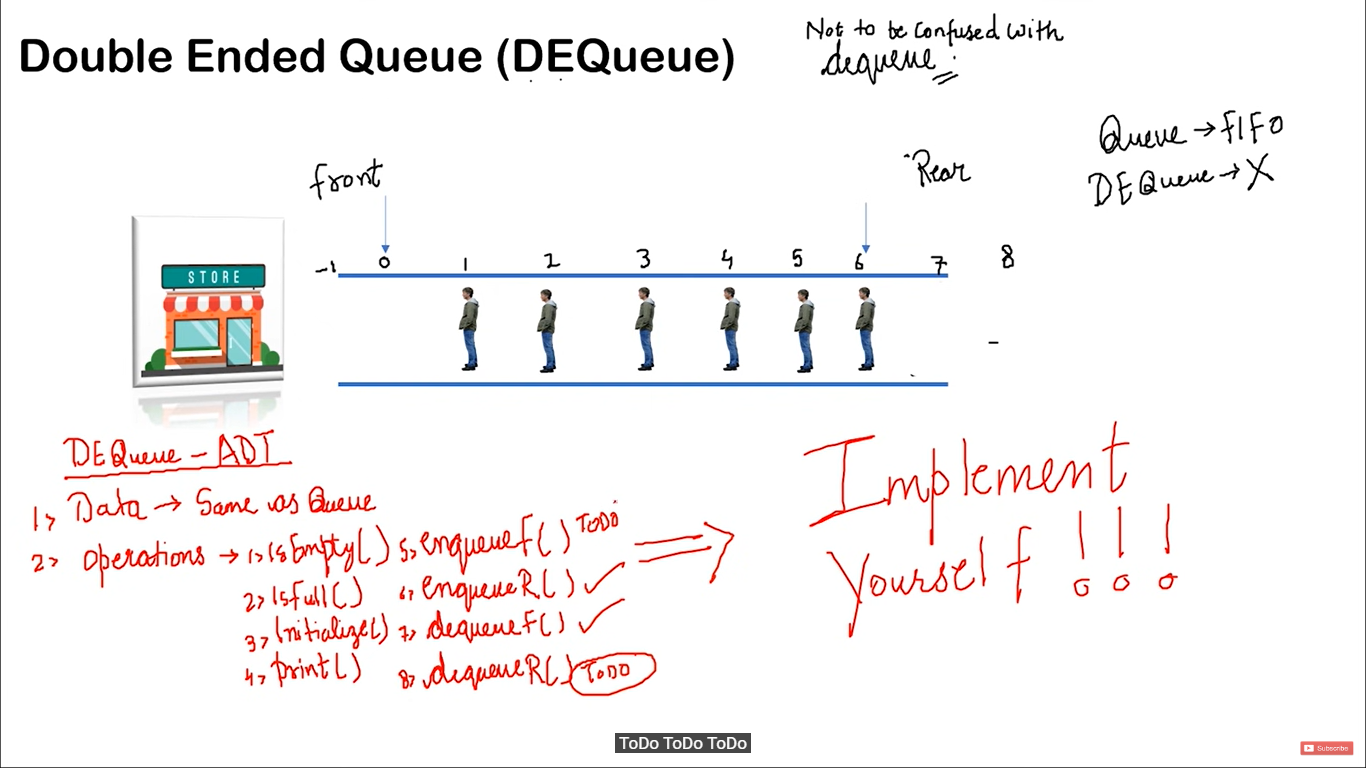 Double Ended Queue (DEQueue)
Not to be confused with
dequeue.
Queue → FIFO
DEQueue → X
front
Rear
-1 0 1 2 3 4 5 6 7 8
STORE
DEQueue - ADT
1> Data → Same as Queue
2> Operations → 1> isEmpty( ) 5> enqueueF( ) ToDo
2> isFull( ) 6> enqueueR( ) ✓
3> Initialize( ) 7> dequeueF( ) ✓
4> print( ) 8> dequeueR( ) ToDo
Implement
Yourself !!!
ToDo ToDo ToDo
Subscribe